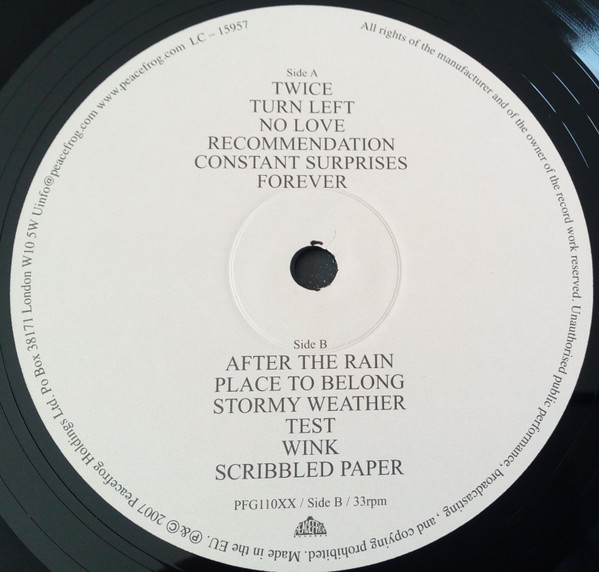 Side A
TWICE
TURN LEFT
NO LOVE
RECOMMENDATION
CONSTANT SURPRISES
FOREVER
Side B
AFTER THE RAIN
PLACE TO BELONG
STORMY WEATHER
TEST
WINK
SCRIBBLED PAPER
PFG110XX / Side B / 33rpm
PEACEFROG
RECORDS
All rights of the manufacturer and of the owner of the record work reserved. Unauthorised public performance, broadcasting, and copying prohibited. Made in the EU. ℗&© 2007 Peacefrog Holdings Ltd. Po Box 38171 London W10 5W Uinfo@peacefrog.com www.peacefrog.com LC – 15957